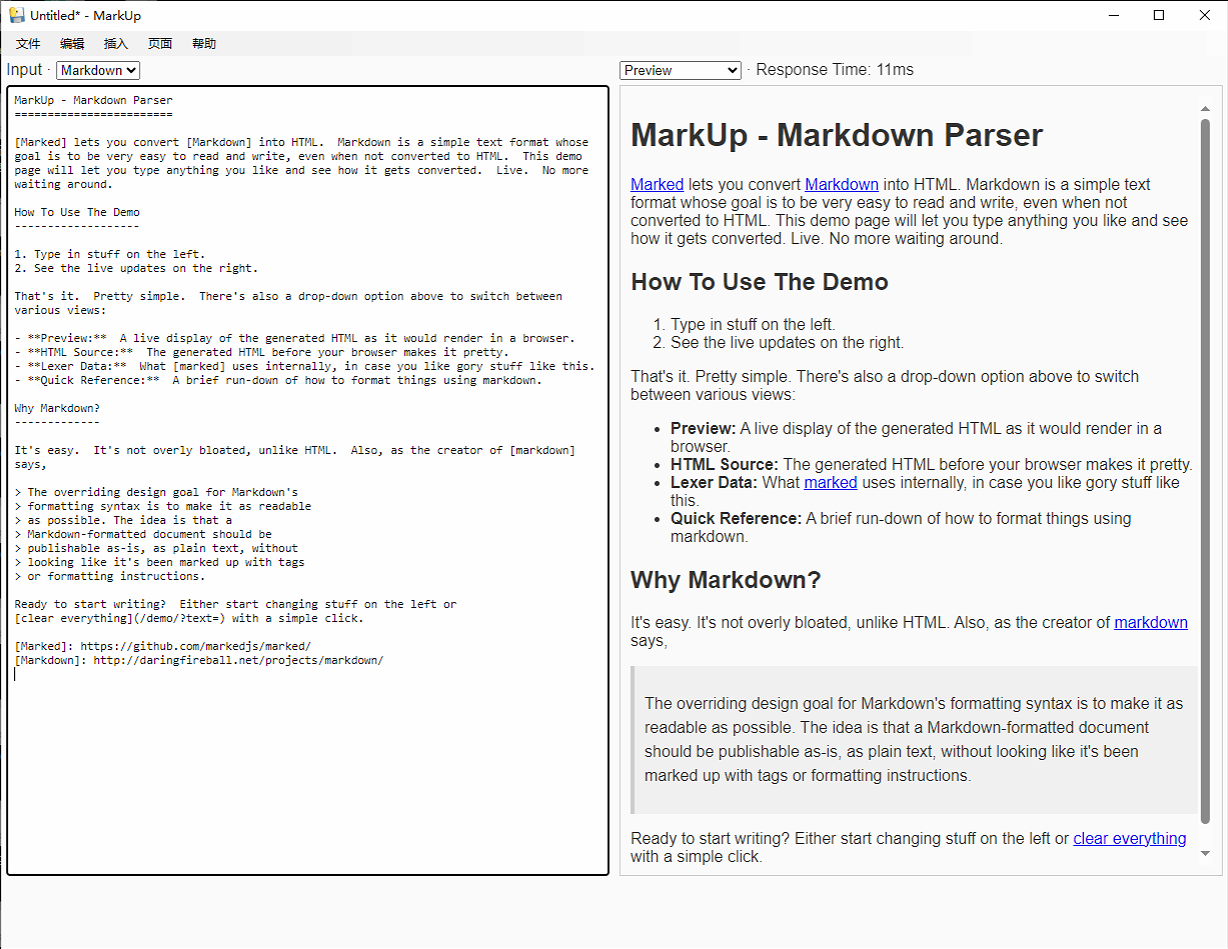 Untitled* - MarkUp
文件 编辑 插入 页面 帮助
Input · Markdown
Preview · Response Time: 11ms
MarkUp - Markdown Parser
========================
[Marked] lets you convert [Markdown] into HTML.  Markdown is a simple text format whose
goal is to be very easy to read and write, even when not converted to HTML.  This demo
page will let you type anything you like and see how it gets converted.  Live.  No more
waiting around.
How To Use The Demo
-------------------
1. Type in stuff on the left.
2. See the live updates on the right.
That's it.  Pretty simple.  There's also a drop-down option above to switch between
various views:
- **Preview:**  A live display of the generated HTML as it would render in a browser.
- **HTML Source:**  The generated HTML before your browser makes it pretty.
- **Lexer Data:**  What [marked] uses internally, in case you like gory stuff like this.
- **Quick Reference:**  A brief run-down of how to format things using markdown.
Why Markdown?
-------------
It's easy.  It's not overly bloated, unlike HTML.  Also, as the creator of [markdown]
says,
> The overriding design goal for Markdown's
> formatting syntax is to make it as readable
> as possible. The idea is that a
> Markdown-formatted document should be
> publishable as-is, as plain text, without
> looking like it's been marked up with tags
> or formatting instructions.
Ready to start writing?  Either start changing stuff on the left or
[clear everything](/demo/?text=) with a simple click.
[Marked]: https://github.com/markedjs/marked/
[Markdown]: http://daringfireball.net/projects/markdown/
MarkUp - Markdown Parser
Marked lets you convert Markdown into HTML. Markdown is a simple text
format whose goal is to be very easy to read and write, even when not
converted to HTML. This demo page will let you type anything you like and see
how it gets converted. Live. No more waiting around.
How To Use The Demo
1. Type in stuff on the left.
2. See the live updates on the right.
That's it. Pretty simple. There's also a drop-down option above to switch
between various views:
• Preview: A live display of the generated HTML as it would render in a
browser.
• HTML Source: The generated HTML before your browser makes it pretty.
• Lexer Data: What marked uses internally, in case you like gory stuff like
this.
• Quick Reference: A brief run-down of how to format things using
markdown.
Why Markdown?
It's easy. It's not overly bloated, unlike HTML. Also, as the creator of markdown
says,
The overriding design goal for Markdown's formatting syntax is to make it as
readable as possible. The idea is that a Markdown-formatted document
should be publishable as-is, as plain text, without looking like it's been
marked up with tags or formatting instructions.
Ready to start writing? Either start changing stuff on the left or clear everything
with a simple click.